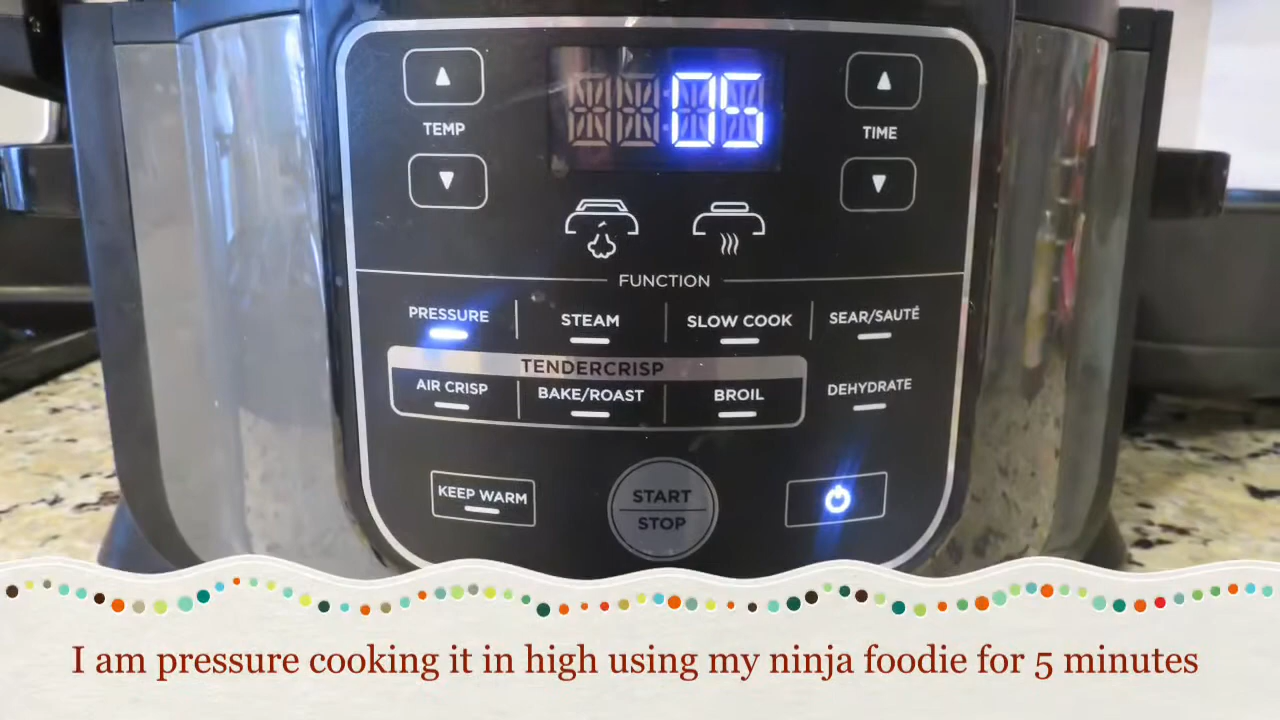 05
TEMP
TIME
FUNCTION
PRESSURE STEAM SLOW COOK SEAR/SAUTÉ
TENDERCRISP
AIR CRISP BAKE/ROAST BROIL DEHYDRATE
KEEP WARM
START
STOP
I am pressure cooking it in high using my ninja foodie for 5 minutes